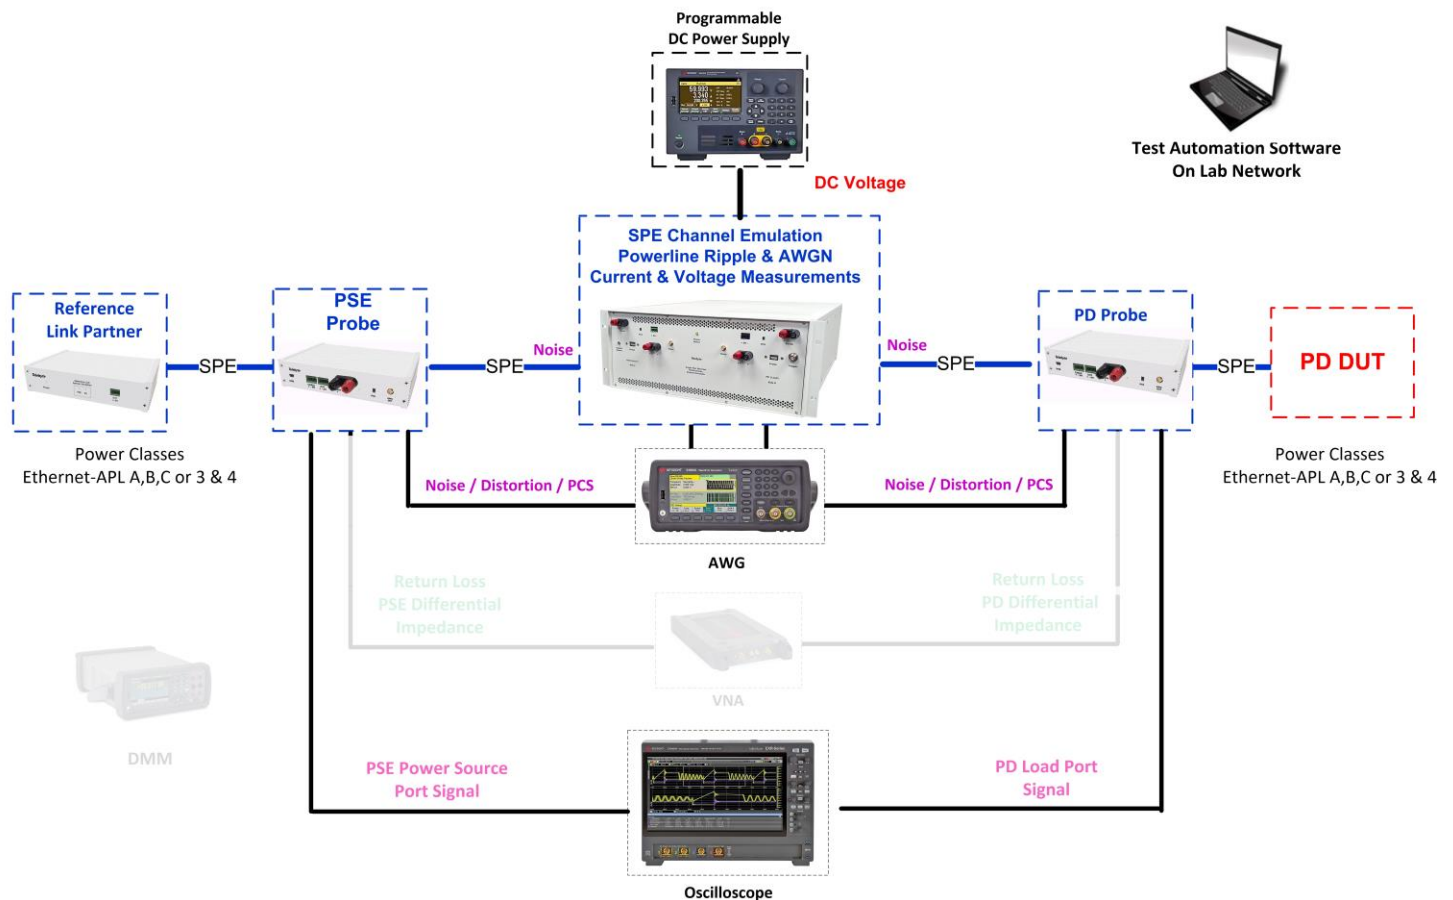 Programmable
DC Power Supply
Test Automation Software
On Lab Network
DC Voltage
SPE Channel Emulation
Powerline Ripple & AWGN
Current & Voltage Measurements
Reference
Link Partner
PSE
Probe
PD Probe
PD DUT
SPE
SPE
Noise
Noise
SPE
SPE
Power Classes
Ethernet-APL A,B,C or 3 & 4
Power Classes
Ethernet-APL A,B,C or 3 & 4
Noise / Distortion / PCS
Noise / Distortion / PCS
AWG
Return Loss
PSE Differential
Impedance
Return Loss
PD Differential
Impedance
VNA
DMM
PSE Power Source
Port Signal
PD Load Port
Signal
Oscilloscope